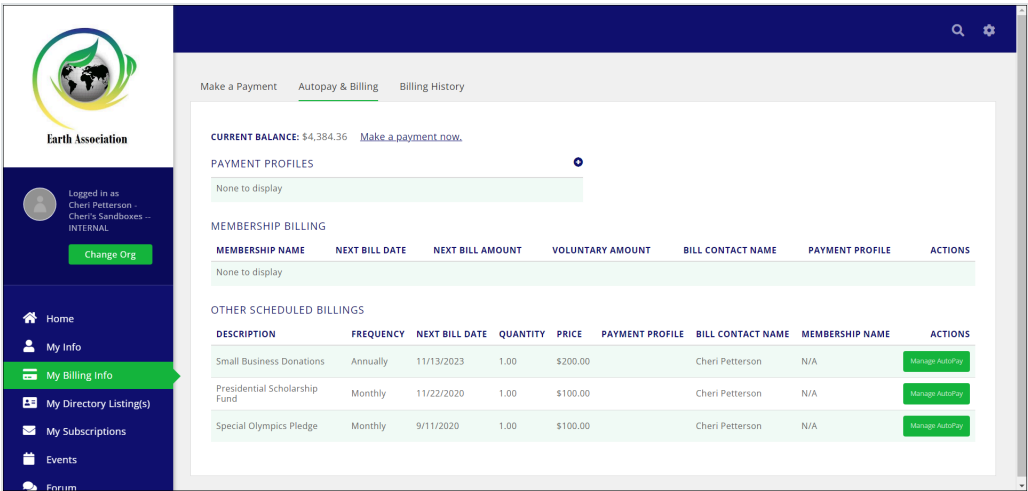 Earth Association
Logged in as
Cheri Petterson -
Cheri's Sandboxes --
INTERNAL
Change Org
Home
My Info
My Billing Info
My Directory Listing(s)
My Subscriptions
Events
Forum
Make a Payment Autopay & Billing Billing History
CURRENT BALANCE: $4,384.36 Make a payment now.
PAYMENT PROFILES
None to display
MEMBERSHIP BILLING
MEMBERSHIP NAME NEXT BILL DATE NEXT BILL AMOUNT VOLUNTARY AMOUNT BILL CONTACT NAME PAYMENT PROFILE ACTIONS
None to display
OTHER SCHEDULED BILLINGS
DESCRIPTION FREQUENCY NEXT BILL DATE QUANTITY PRICE PAYMENT PROFILE BILL CONTACT NAME MEMBERSHIP NAME ACTIONS
Small Business Donations Annually 11/13/2023 1.00 $200.00 Cheri Petterson N/A Manage AutoPay
Presidential Scholarship
Fund Monthly 11/22/2020 1.00 $100.00 Cheri Petterson N/A Manage AutoPay
Special Olympics Pledge Monthly 9/11/2020 1.00 $100.00 Cheri Petterson N/A Manage AutoPay